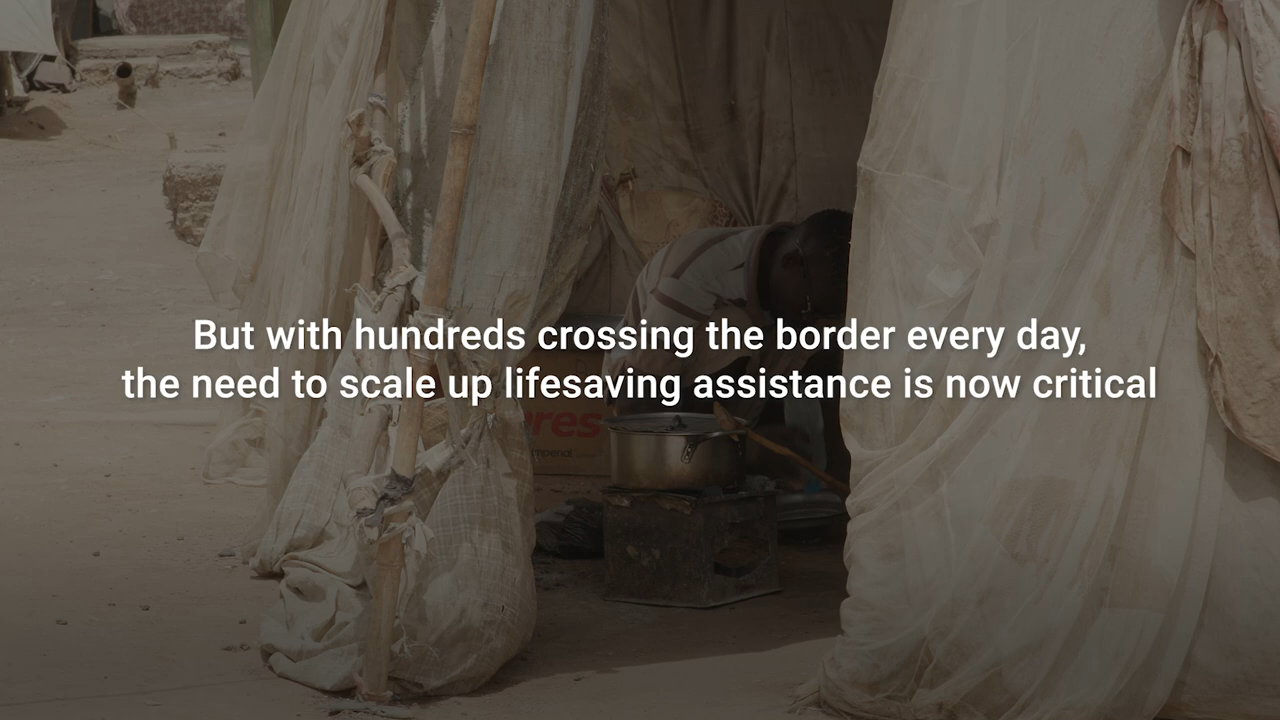 But with hundreds crossing the border every day,
the need to scale up lifesaving assistance is now critical